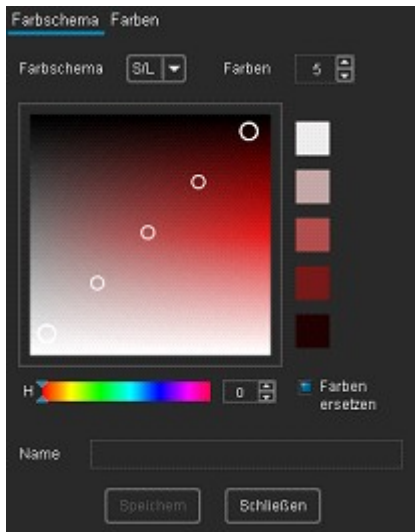 Farbschema Farben
Farbschema S/L Farben 5
H 0 Farben
ersetzen
Name
Speichern Schließen